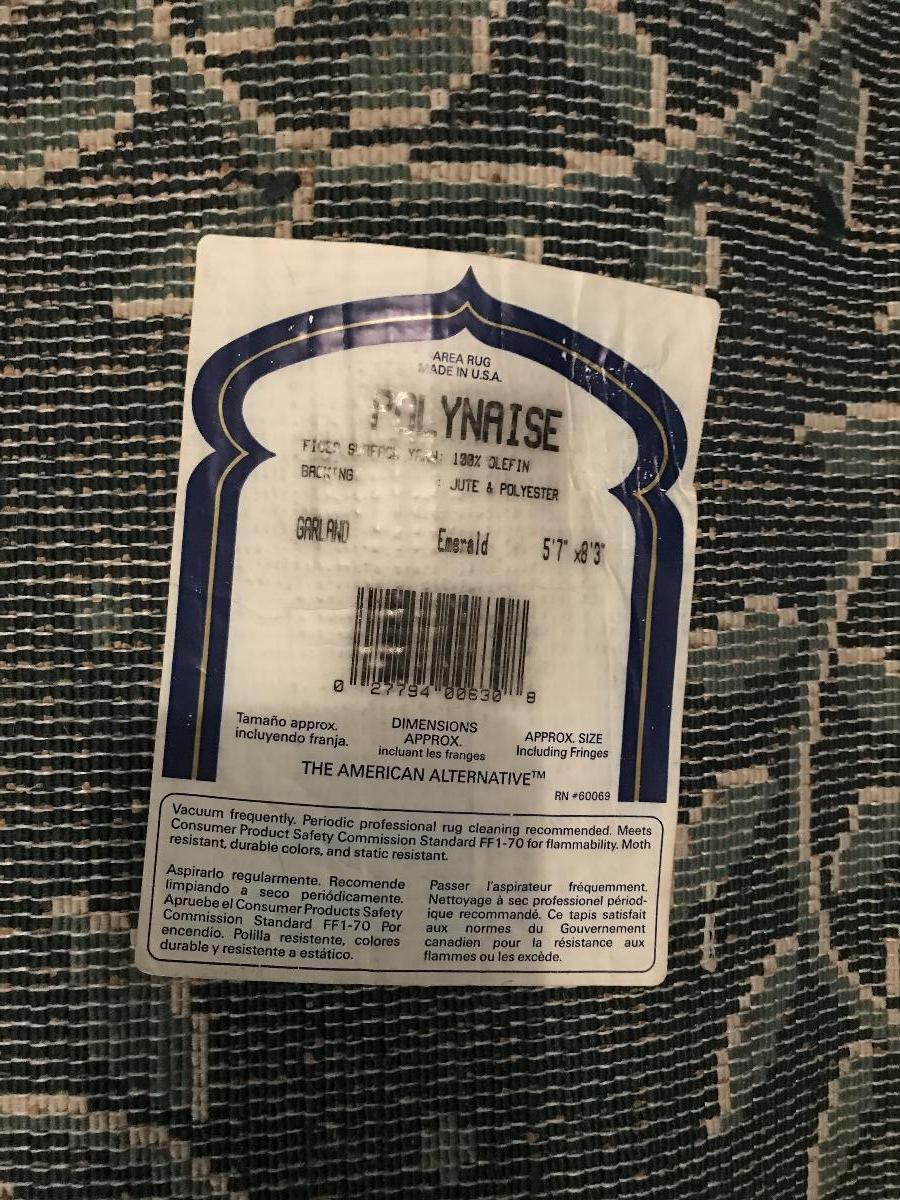 AREA RUG
MADE IN U.S.A.
POLYNAISE
FIBER SURFACE YARN: 100% OLEFIN
BACKING : JUTE & POLYESTER
GARLAND Emerald 5'7" x8'3"
0 27794 00630 8
Tamaño approx.
incluyendo franja.
DIMENSIONS
APPROX.
incluant les franges
APPROX. SIZE
Including Fringes
THE AMERICAN ALTERNATIVE™
RN #60069
Vacuum frequently. Periodic professional rug cleaning recommended. Meets
Consumer Product Safety Commission Standard FF1-70 for flammability. Moth
resistant, durable colors, and static resistant.
Aspirarlo regularmente. Recomende
limpiando a seco periódicamente.
Apruebe el Consumer Products Safety
Commission Standard FF1-70 Por
encendio. Polilla resistente, colores
durable y resistente a estático.
Passer l'aspirateur fréquemment.
Nettoyage à sec professionel périod-
ique recommandé. Ce tapis satisfait
aux normes du Gouvernement
canadien pour la résistance aux
flammes ou les excède.